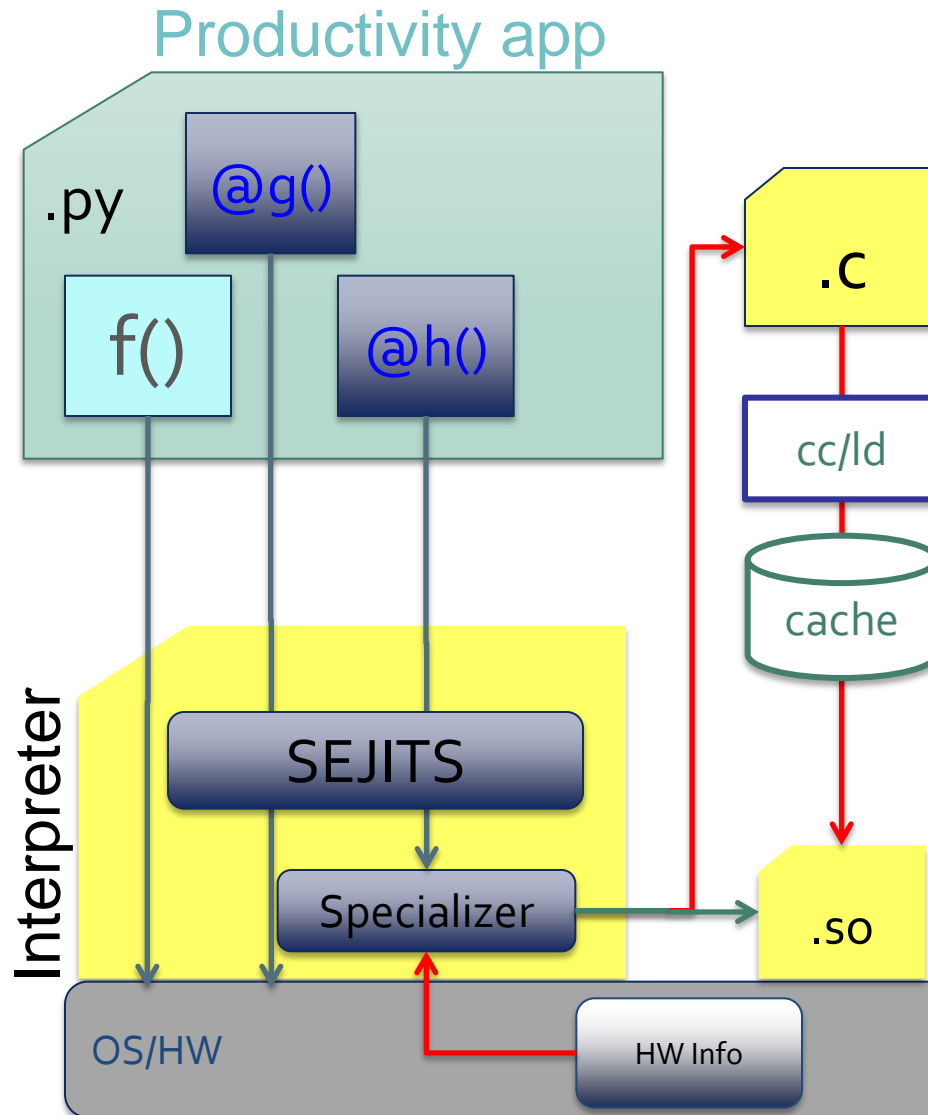 Productivity app
.py
@g()
f()
@h()
.c
cc/ld
cache
Interpreter
SEJITS
Specializer
.so
OS/HW
HW Info